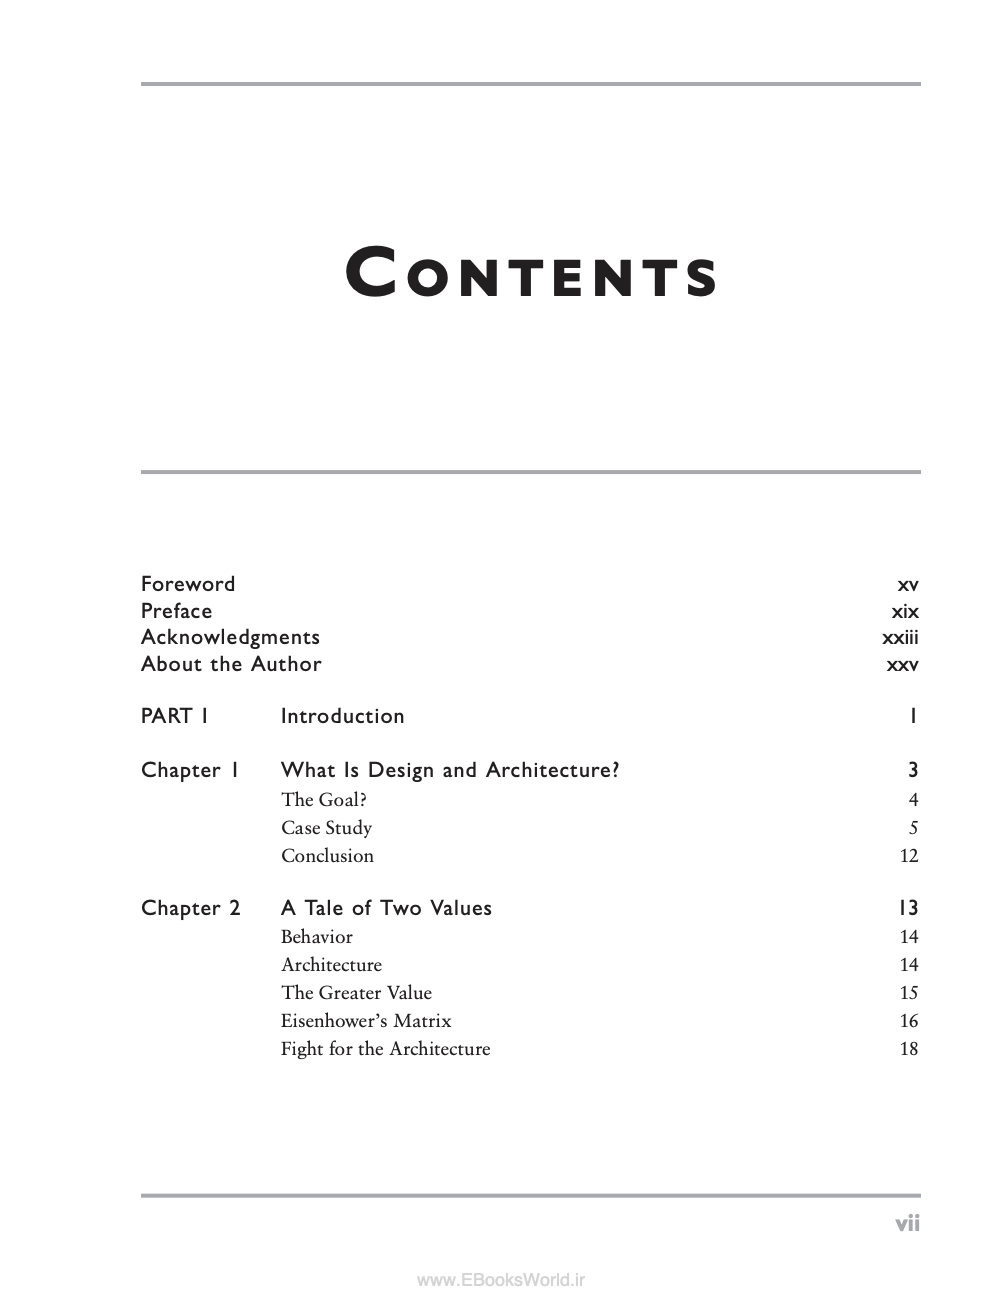 CONTENTS
Foreword xv
Preface xix
Acknowledgments xxiii
About the Author xxv
PART I Introduction 1
Chapter 1 What Is Design and Architecture? 3
The Goal? 4
Case Study 5
Conclusion 12
Chapter 2 A Tale of Two Values 13
Behavior 14
Architecture 14
The Greater Value 15
Eisenhower’s Matrix 16
Fight for the Architecture 18
vii
www.EBooksWorld.ir